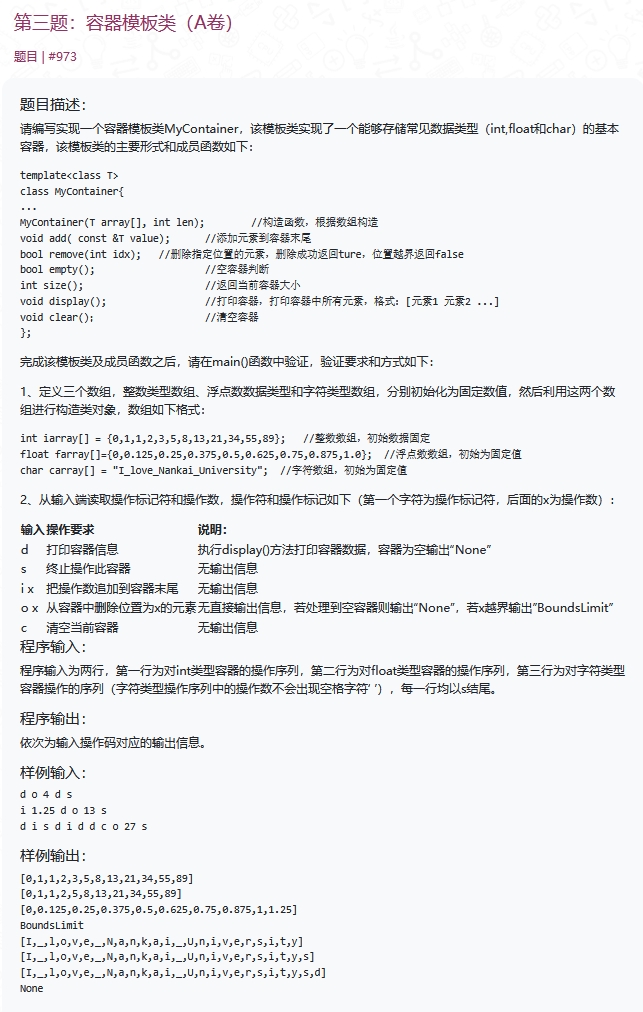 第三题：容器模板类（A卷）
题目 | #973
题目描述：
请编写实现一个容器模板类MyContainer，该模板类实现了一个能够存储常见数据类型（int,float和char）的基本
容器，该模板类的主要形式和成员函数如下：
template<class T>
class MyContainer{
...
MyContainer(T array[], int len); //构造函数，根据数组构造
void add( const &T value); //添加元素到容器末尾
bool remove(int idx); //删除指定位置的元素，删除成功返回ture，位置越界返回false
bool empty(); //空容器判断
int size(); //返回当前容器大小
void display(); //打印容器，打印容器中所有元素，格式：[元素1 元素2 ...]
void clear(); //清空容器
};
完成该模板类及成员函数之后，请在main()函数中验证，验证要求和方式如下：
1、定义三个数组，整数类型数组、浮点数数据类型和字符类型数组，分别初始化为固定数值，然后利用这两个数
组进行构造类对象，数组如下格式：
int iarray[] = {0,1,1,2,3,5,8,13,21,34,55,89}; //整数数组，初始数据固定
float farray[]={0,0.125,0.25,0.375,0.5,0.625,0.75,0.875,1.0}; //浮点数数组，初始为固定值
char carray[] = "I_love_Nankai_University"; //字符数组，初始为固定值
2、从输入端读取操作标记符和操作数，操作符和操作标记如下（第一个字符为操作标记符，后面的x为操作数）：
输入 操作要求 说明：
d 打印容器信息 执行display()方法打印容器数据，容器为空输出“None”
s 终止操作此容器 无输出信息
i x 把操作数追加到容器末尾 无输出信息
o x 从容器中删除位置为x的元素 无直接输出信息，若处理到空容器则输出“None”，若x越界输出“BoundsLimit”
c 清空当前容器 无输出信息
程序输入：
程序输入为两行，第一行为对int类型容器的操作序列，第二行为对float类型容器的操作序列，第三行为对字符类型
容器操作的序列（字符类型操作序列中的操作数不会出现空格字符‘ ’），每一行均以s结尾。
程序输出：
依次为输入操作码对应的输出信息。
样例输入：
d o 4 d s
i 1.25 d o 13 s
d i s d i d d c o 27 s
样例输出：
[0,1,1,2,3,5,8,13,21,34,55,89]
[0,1,1,2,5,8,13,21,34,55,89]
[0,0.125,0.25,0.375,0.5,0.625,0.75,0.875,1,1.25]
BoundsLimit
[I,_,l,o,v,e,_,N,a,n,k,a,i,_,U,n,i,v,e,r,s,i,t,y]
[I,_,l,o,v,e,_,N,a,n,k,a,i,_,U,n,i,v,e,r,s,i,t,y,s]
[I,_,l,o,v,e,_,N,a,n,k,a,i,_,U,n,i,v,e,r,s,i,t,y,s,d]
None